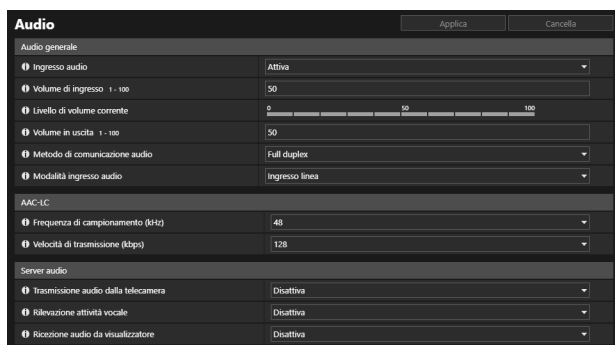 Audio Applica Cancella
Audio generale
Ingresso audio Attiva
Volume di ingresso 1 - 100 50
Livello di volume corrente 0 50 100
Volume in uscita 1 - 100 50
Metodo di comunicazione audio Full duplex
Modalità ingresso audio Ingresso linea
AAC-LC
Frequenza di campionamento (kHz) 48
Velocità di trasmissione (kbps) 128
Server audio
Trasmissione audio dalla telecamera Disattiva
Rilevazione attività vocale Disattiva
Ricezione audio da visualizzatore Disattiva